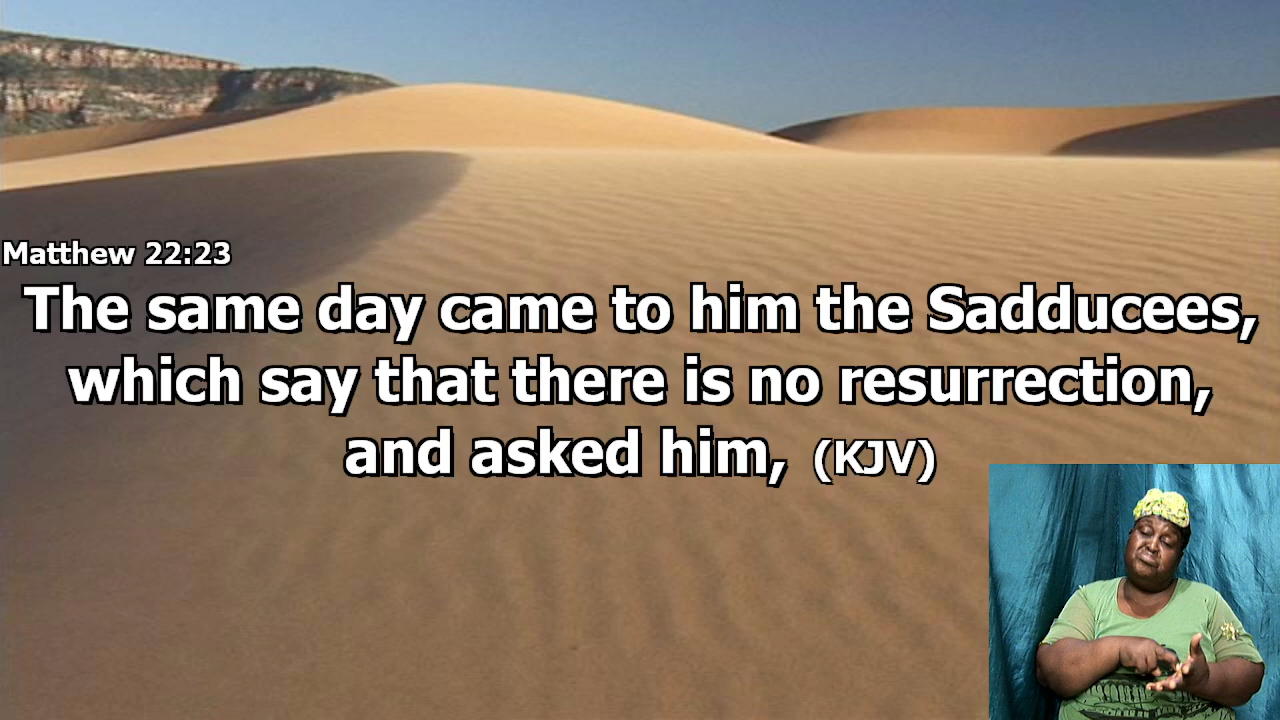 Matthew 22:23
The same day came to him the Sadducees,
which say that there is no resurrection,
and asked him, (KJV)